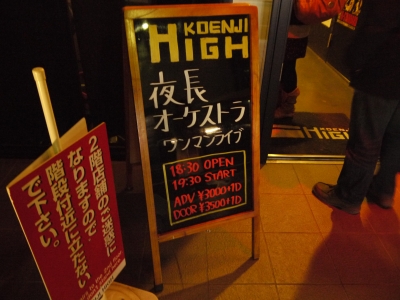 KOENJI
HIGH
夜長
オーケストラ
ワンマンライブ
18:30 OPEN
19:30 START
ADV ¥3000+1D
DOOR ¥3500+1D
2階店舗のご迷惑に
なりますので
階段付近に立たない
で下さい。
KOENJI
HIGH